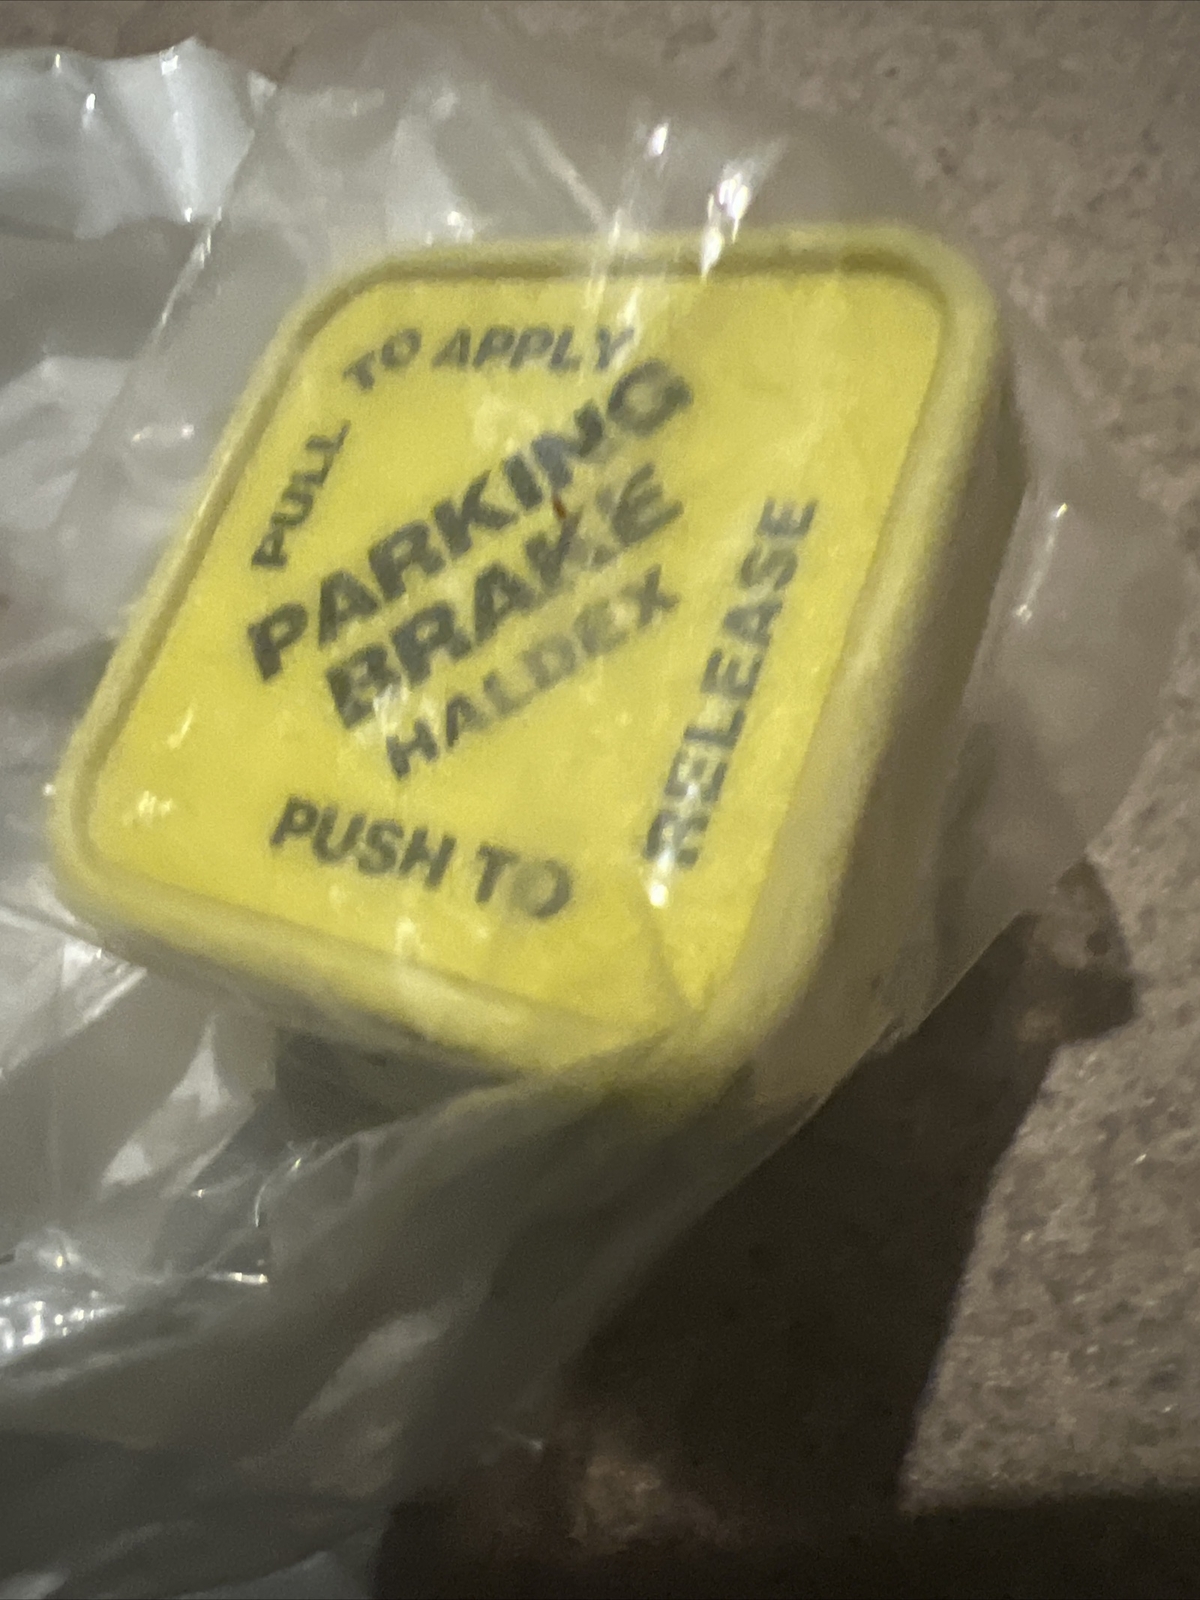 PULL TO APPLY
PARKING
BRAKE
HALDEX
PUSH TO RELEASE